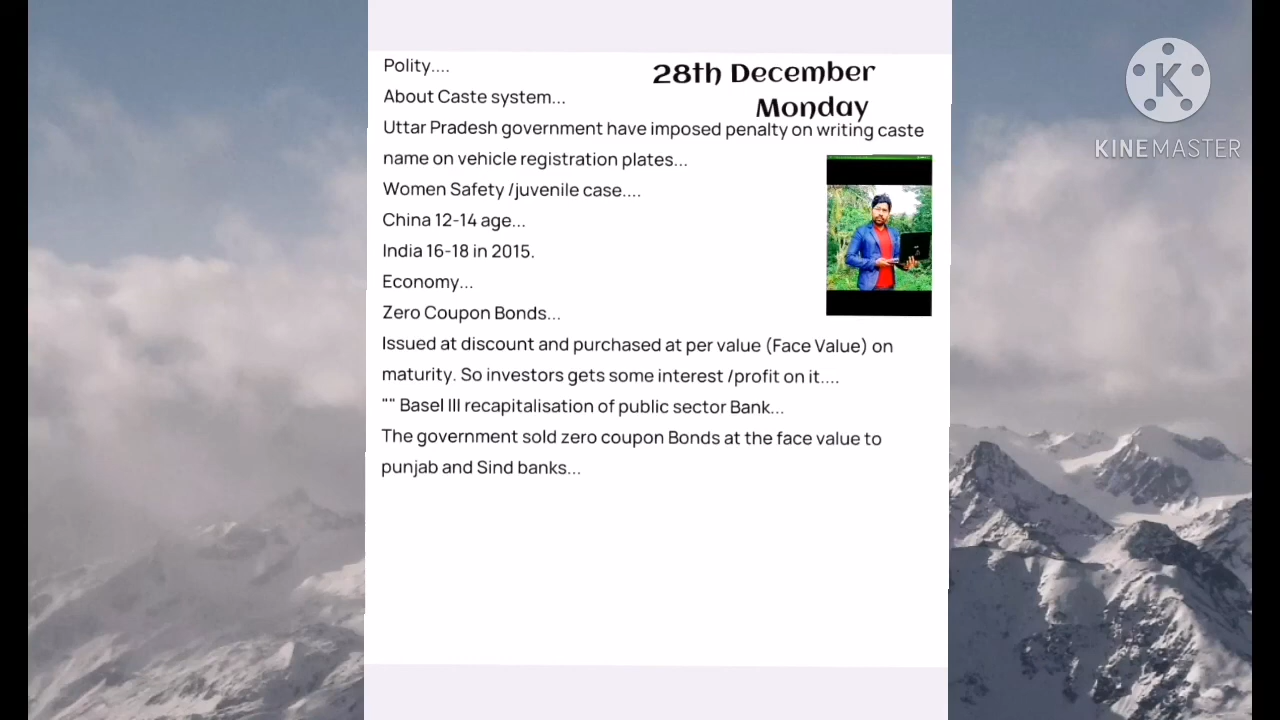 Polity....
28th December
Monday
About Caste system...
Uttar Pradesh government have imposed penalty on writing caste
name on vehicle registration plates...
Women Safety /juvenile case....
China 12-14 age...
India 16-18 in 2015.
Economy...
Zero Coupon Bonds...
Issued at discount and purchased at per value (Face Value) on
maturity. So investors gets some interest /profit on it....
"" Basel III recapitalisation of public sector Bank...
The government sold zero coupon Bonds at the face value to
punjab and Sind banks...
K
KINEMASTER